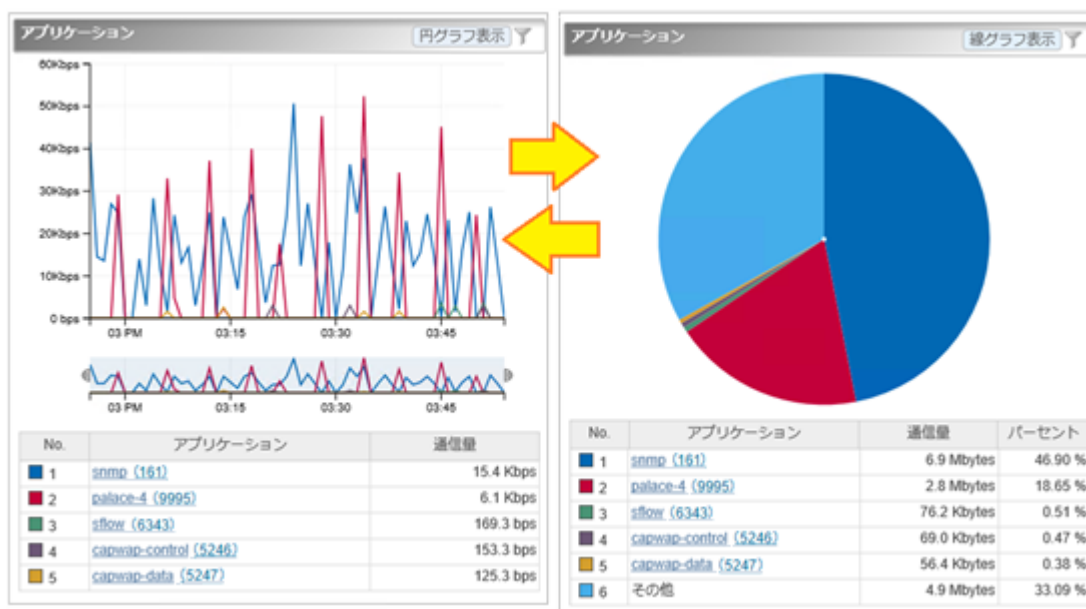 アプリケーション 円グラフ表示
60Kbps
50Kbps
40Kbps
30Kbps
20Kbps
10Kbps
0 bps
03 PM 03:15 03:30 03:45
03 PM 03:15 03:30 03:45
No. アプリケーション 通信量
1 snmp (161) 15.4 Kbps
2 palace-4 (9995) 6.1 Kbps
3 sflow (6343) 169.3 bps
4 capwap-control (5246) 153.3 bps
5 capwap-data (5247) 125.3 bps
アプリケーション 線グラフ表示
No. アプリケーション 通信量 パーセント
1 snmp (161) 6.9 Mbytes 46.90 %
2 palace-4 (9995) 2.8 Mbytes 18.65 %
3 sflow (6343) 76.2 Kbytes 0.51 %
4 capwap-control (5246) 69.0 Kbytes 0.47 %
5 capwap-data (5247) 56.4 Kbytes 0.38 %
6 その他 4.9 Mbytes 33.09 %